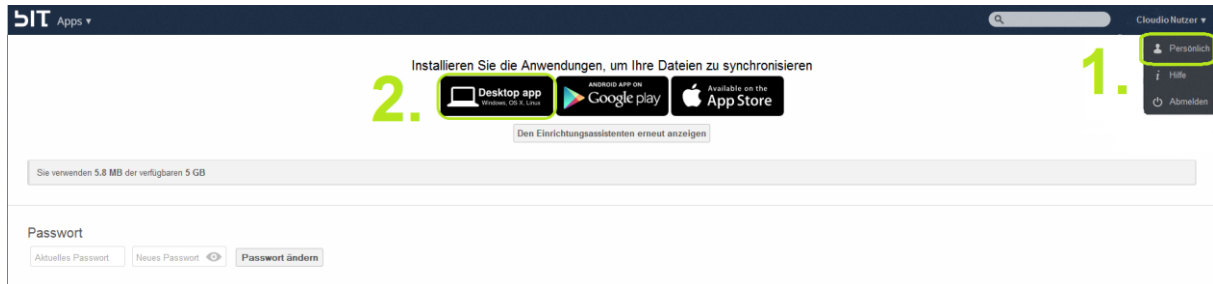 bIT Apps ▾
Cloudio Nutzer ▾
1.
Persönlich
Hilfe
Abmelden
Installieren Sie die Anwendungen, um Ihre Dateien zu synchronisieren
2.
Desktop app
Windows, OS X, Linux
ANDROID APP ON
Google play
Available on the
App Store
Den Einrichtungsassistenten erneut anzeigen
Sie verwenden 5.8 MB der verfügbaren 5 GB
Passwort
Aktuelles Passwort Neues Passwort Passwort ändern